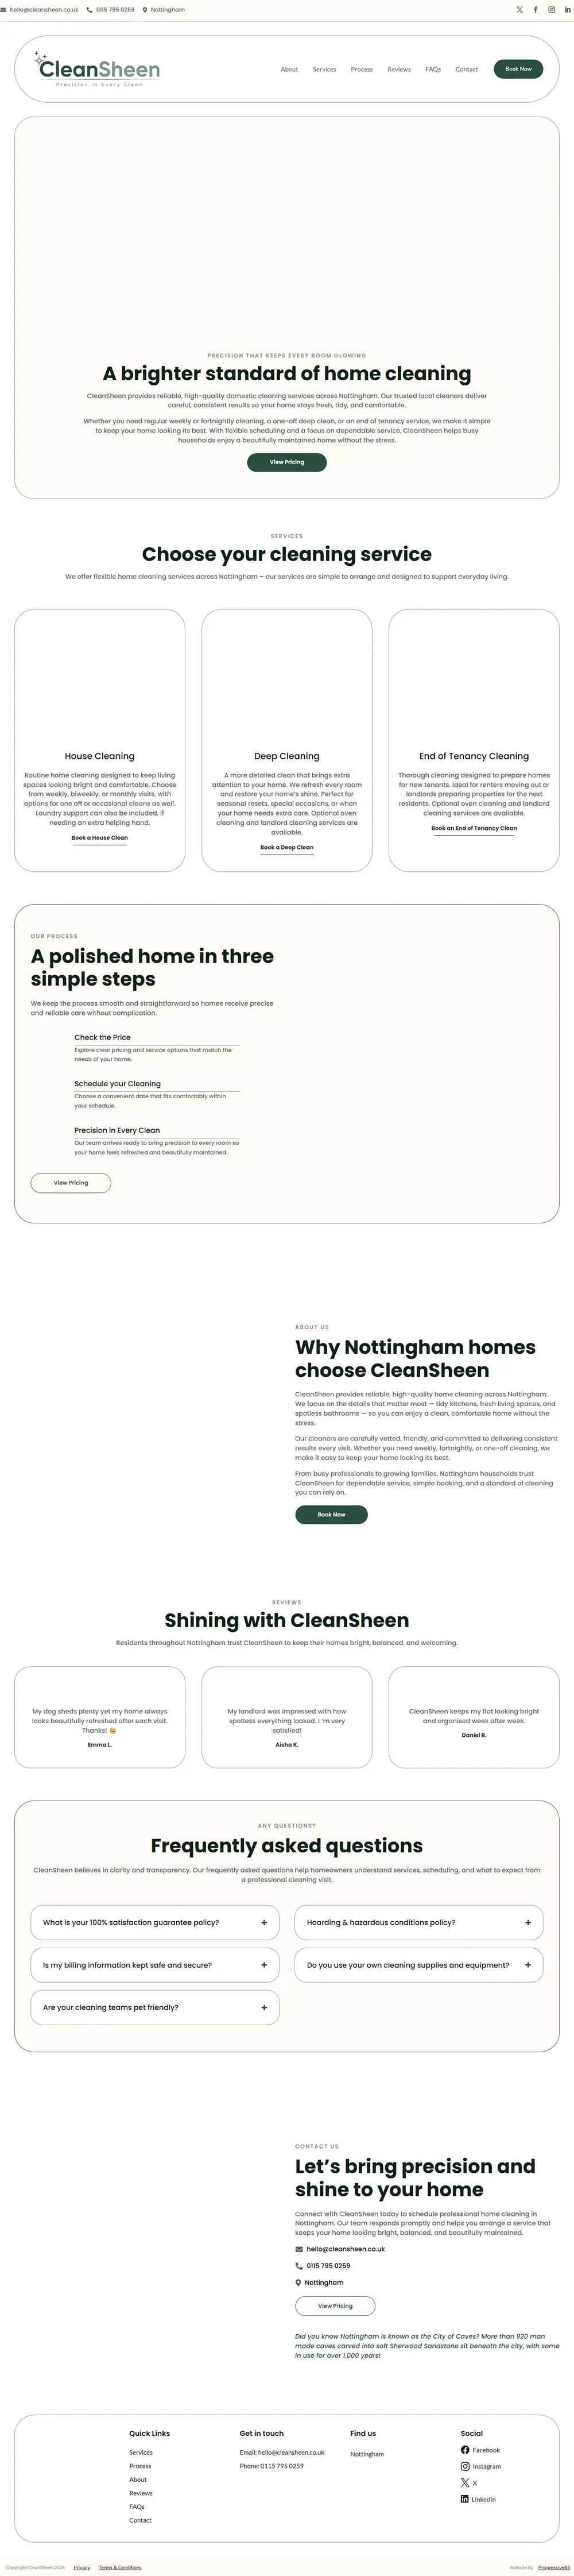 hello@cleansheen.co.uk 0115 795 0259 Nottingham
CleanSheen
Precision in Every Clean
About Services Process Reviews FAQs Contact Book Now
PRECISION THAT KEEPS EVERY ROOM GLOWING
A brighter standard of home cleaning
CleanSheen provides reliable, high-quality domestic cleaning services across Nottingham. Our trusted local cleaners deliver
careful, consistent results so your home stays fresh, tidy, and comfortable.
Whether you need regular weekly or fortnightly cleaning, a one-off deep clean, or an end of tenancy service, we make it simple
to keep your home looking its best. With flexible scheduling and a focus on dependable service, CleanSheen helps busy
households enjoy a beautifully maintained home without the stress.
View Pricing
SERVICES
Choose your cleaning service
We offer flexible home cleaning services across Nottingham – our services are simple to arrange and designed to support everyday living.
House Cleaning
Routine home cleaning designed to keep living
spaces looking bright and comfortable. Choose
from weekly, biweekly, or monthly visits, with
options for one off or occasional cleans as well.
Laundry support can also be included, if
needing an extra helping hand.
Book a House Clean
Deep Cleaning
A more detailed clean that brings extra
attention to your home. We refresh every room
and restore your home's shine. Perfect for
seasonal resets, special occasions, or when
your home needs extra care. Optional oven
cleaning and landlord cleaning services are
available.
Book a Deep Clean
End of Tenancy Cleaning
Thorough cleaning designed to prepare homes
for new tenants. Ideal for renters moving out or
landlords preparing properties for the next
residents. Optional oven cleaning and landlord
cleaning services are available.
Book an End of Tenancy Clean
OUR PROCESS
A polished home in three
simple steps
We keep the process smooth and straightforward so homes receive precise
and reliable care without complication.
Check the Price
Explore clear pricing and service options that match the
needs of your home.
Schedule your Cleaning
Choose a convenient date that fits comfortably within
your schedule.
Precision in Every Clean
Our team arrives ready to bring precision to every room so
your home feels refreshed and beautifully maintained.
View Pricing
ABOUT US
Why Nottingham homes
choose CleanSheen
CleanSheen provides reliable, high-quality home cleaning across Nottingham.
We focus on the details that matter most — tidy kitchens, fresh living spaces, and
spotless bathrooms — so you can enjoy a clean, comfortable home without the
stress.
Our cleaners are carefully vetted, friendly, and committed to delivering consistent
results every visit. Whether you need weekly, fortnightly, or one-off cleaning, we
make it easy to keep your home looking its best.
From busy professionals to growing families, Nottingham households trust
CleanSheen for dependable service, simple booking, and a standard of cleaning
you can rely on.
Book Now
REVIEWS
Shining with CleanSheen
Residents throughout Nottingham trust CleanSheen to keep their homes bright, balanced, and welcoming.
My dog sheds plenty yet my home always
looks beautifully refreshed after each visit.
Thanks! 😀
Emma L.
My landlord was impressed with how
spotless everything looked. I 'm very
satisfied!
Aisha K.
CleanSheen keeps my flat looking bright
and organised week after week.
Daniel R.
ANY QUESTIONS?
Frequently asked questions
CleanSheen believes in clarity and transparency. Our frequently asked questions help homeowners understand services, scheduling, and what to expect from
a professional cleaning visit.
What is your 100% satisfaction guarantee policy?
Hoarding & hazardous conditions policy?
Is my billing information kept safe and secure?
Do you use your own cleaning supplies and equipment?
Are your cleaning teams pet friendly?
CONTACT US
Let's bring precision and
shine to your home
Connect with CleanSheen today to schedule professional home cleaning in
Nottingham. Our team responds promptly and helps you arrange a service that
keeps your home looking bright, balanced, and beautifully maintained.
hello@cleansheen.co.uk
0115 795 0259
Nottingham
View Pricing
Did you know Nottingham is known as the City of Caves? More than 920 man
made caves carved into soft Sherwood Sandstone sit beneath the city, with some
in use for over 1,000 years!
Quick Links
Services
Process
About
Reviews
FAQs
Contact
Get in touch
Email: hello@cleansheen.co.uk
Phone: 0115 795 0259
Find us
Nottingham
Social
Facebook
Instagram
X
LinkedIn
Copyright CleanSheen 2026 Privacy Terms & Conditions
Website by Progressive83